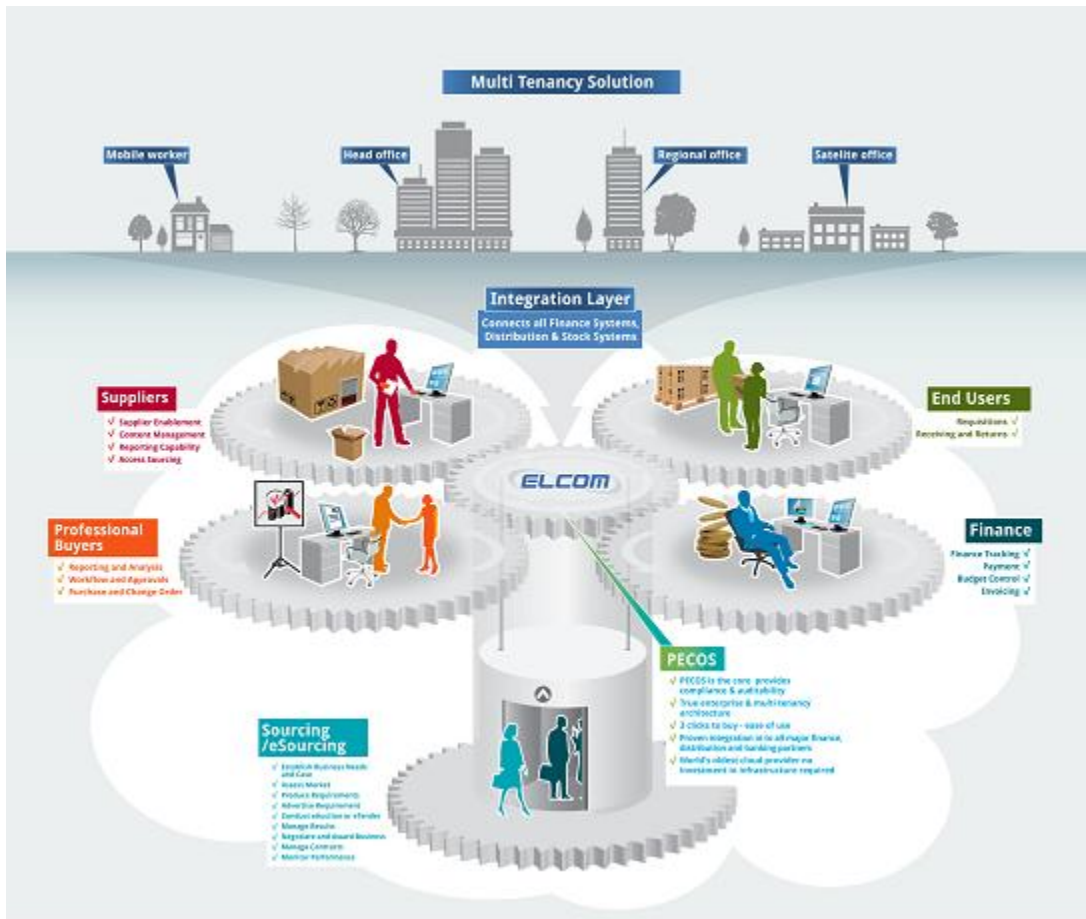 Multi Tenancy Solution
Mobile worker
Head office
Regional office
Satelite office
Integration Layer
Connects all Finance Systems,
Distribution & Stock Systems
Suppliers
√ Supplier Enablement
√ Content Management
√ Reporting Capability
√ Access Sourcing
End Users
Requisitions √
Receiving and Returns √
ELCOM
Professional
Buyers
√ Reporting and Analysis
√ Workflow and Approvals
√ Purchase and Change Order
Finance
Finance Tracking √
Payment √
Budget Control √
Invoicing √
PECOS
√ PECOS is the core provides
compliance & auditability
√ True enterprise & multi-tenancy
architecture
√ 3 clicks to buy - ease of use
√ Proven integration in to all major finance,
distribution and banking partners
√ World's oldest cloud provider no
investment in infrastructure required
Sourcing
/eSourcing
√ Establish Business Needs
and Case
√ Assess Market
√ Produce Requirements
√ Advertise Requirement
√ Conduct eAuction or eTender
√ Manage Results
√ Negotiate and Award Business
√ Manage Contracts
√ Monitor Performance